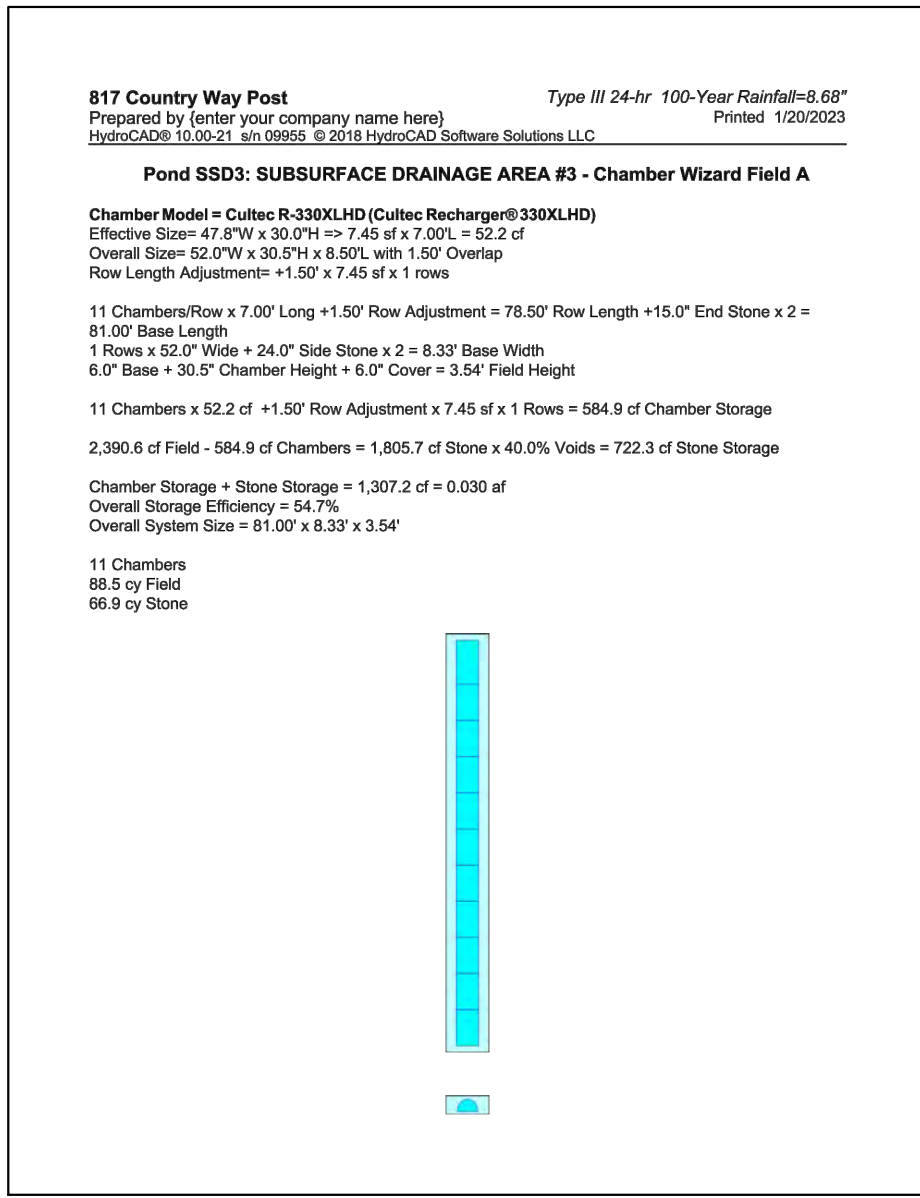 817 Country Way Post
Type III 24-hr 100-Year Rainfall=8.68"
Prepared by {enter your company name here}
Printed 1/20/2023
HydroCAD® 10.00-21 s/n 09955 © 2018 HydroCAD Software Solutions LLC
Pond SSD3: SUBSURFACE DRAINAGE AREA #3 - Chamber Wizard Field A
Chamber Model = Cultec R-330XLHD (Cultec Recharger® 330XLHD)
Effective Size= 47.8"W x 30.0"H => 7.45 sf x 7.00'L = 52.2 cf
Overall Size= 52.0"W x 30.5"H x 8.50'L with 1.50' Overlap
Row Length Adjustment= +1.50' x 7.45 sf x 1 rows
11 Chambers/Row x 7.00' Long +1.50' Row Adjustment = 78.50' Row Length +15.0" End Stone x 2 =
81.00' Base Length
1 Rows x 52.0" Wide + 24.0" Side Stone x 2 = 8.33' Base Width
6.0" Base + 30.5" Chamber Height + 6.0" Cover = 3.54' Field Height
11 Chambers x 52.2 cf +1.50' Row Adjustment x 7.45 sf x 1 Rows = 584.9 cf Chamber Storage
2,390.6 cf Field - 584.9 cf Chambers = 1,805.7 cf Stone x 40.0% Voids = 722.3 cf Stone Storage
Chamber Storage + Stone Storage = 1,307.2 cf = 0.030 af
Overall Storage Efficiency = 54.7%
Overall System Size = 81.00' x 8.33' x 3.54'
11 Chambers
88.5 cy Field
66.9 cy Stone